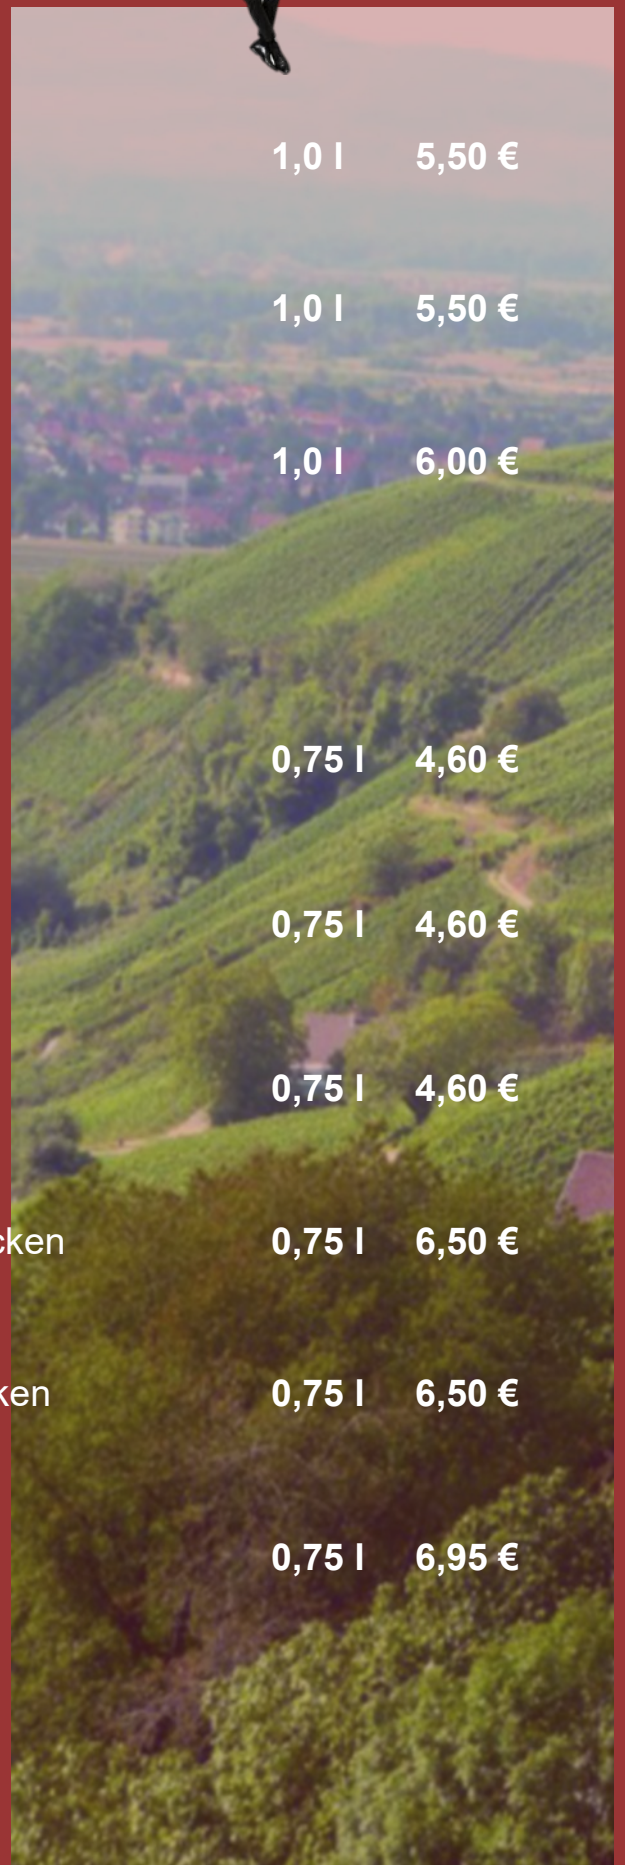 1,0 l 5,50 €
1,0 l 5,50 €
1,0 l 6,00 €
0,75 l 4,60 €
0,75 l 4,60 €
0,75 l 4,60 €
cken 0,75 l 6,50 €
ken 0,75 l 6,50 €
0,75 l 6,95 €